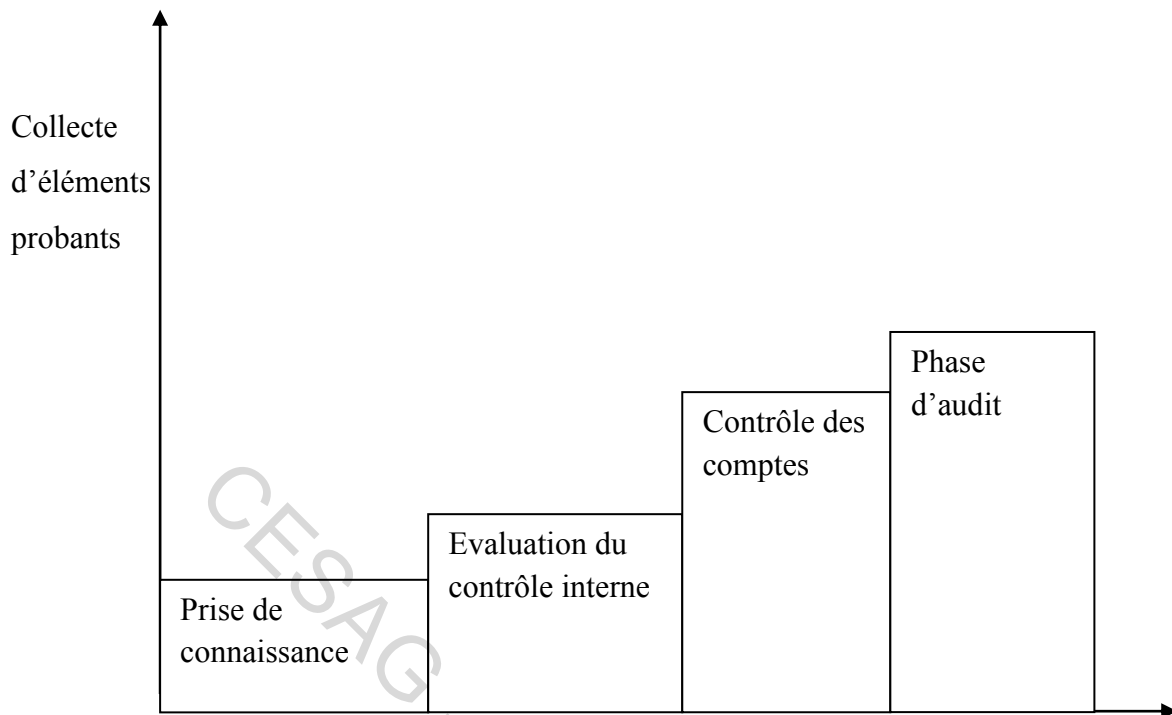 Collecte
d’éléments
probants
Phase
d’audit
Contrôle des
comptes
Evaluation du
contrôle interne
Prise de
connaissance
CESAG